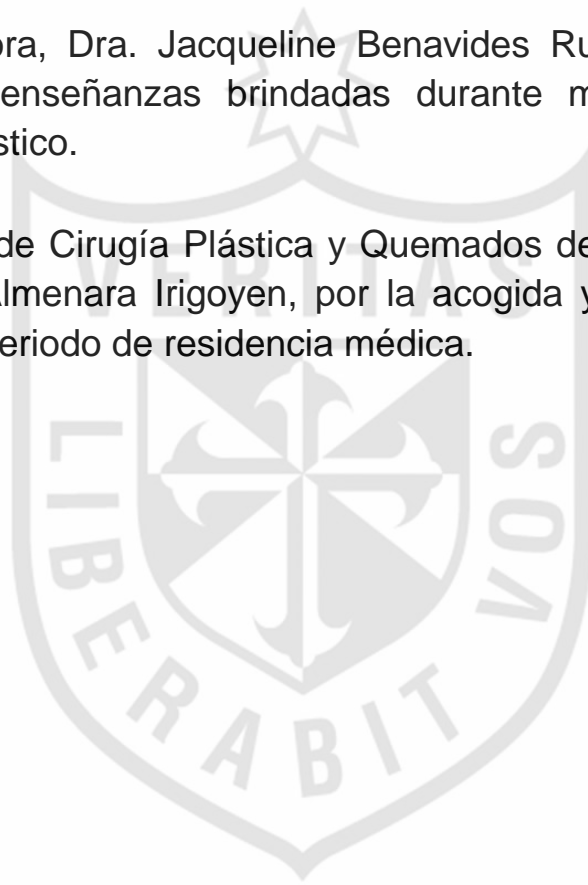 ora, Dra. Jacqueline Benavides Ru
enseñanzas brindadas durante m
stico.
de Cirugía Plástica y Quemados de
Almenara Irigoyen, por la acogida y
eriodo de residencia médica.
VERITAS
LIBERABIT VOS